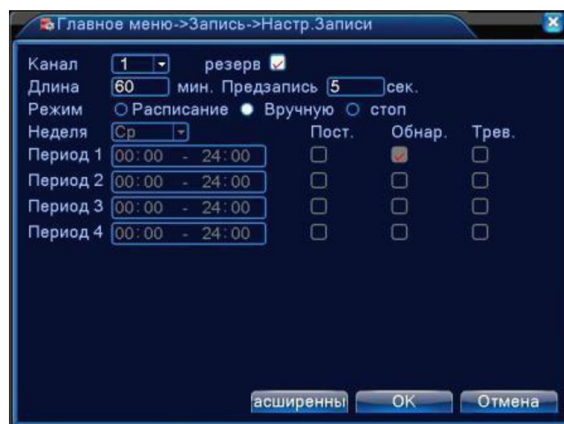 Главное меню->Запись->Настр.Записи
Канал 1 резерв
Длина 60 мин. Предзапись 5 сек.
Режим Расписание Вручную стоп
Неделя Ср Пост. Обнар. Трев.
Период 1 00:00 - 24:00
Период 2 00:00 - 24:00
Период 3 00:00 - 24:00
Период 4 00:00 - 24:00
асширенны OK Отмена